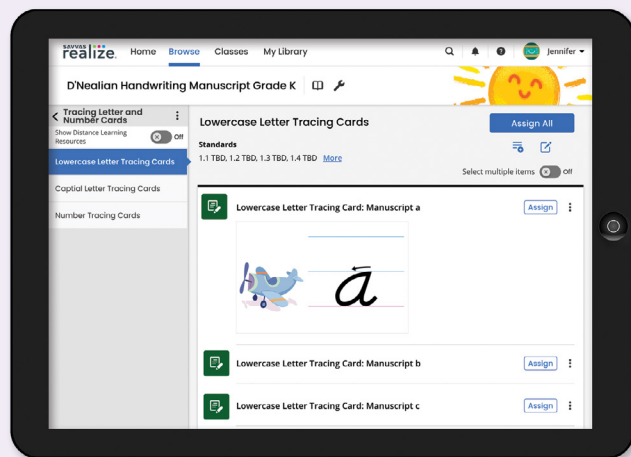 SAVVAS
realize. Home Browse Classes My Library Jennifer
D'Nealian Handwriting Manuscript Grade K
Tracing Letter and
Number Cards
Show Distance Learning
Resources
Off
Lowercase Letter Tracing Cards
Captial Letter Tracing Cards
Number Tracing Cards
Lowercase Letter Tracing Cards
Assign All
Standards
1.1 TBD, 1.2 TBD, 1.3 TBD, 1.4 TBD More
Select multiple items Off
Lowercase Letter Tracing Card: Manuscript a Assign
a
Lowercase Letter Tracing Card: Manuscript b Assign
Lowercase Letter Tracing Card: Manuscript c Assign